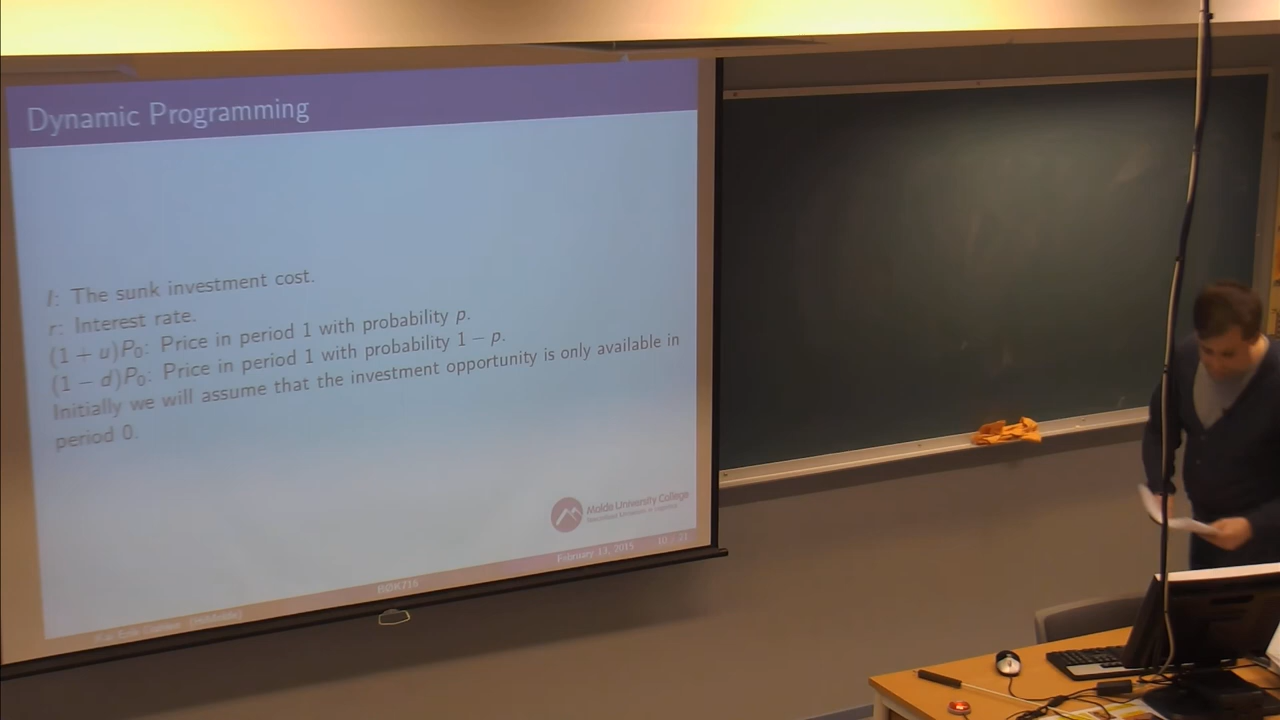 Dynamic Programming
I: The sunk investment cost.
r: Interest rate.
(1 + u)P₀: Price in period 1 with probability p.
(1 − d)P₀: Price in period 1 with probability 1 − p.
Initially we will assume that the investment opportunity is only available in
period 0.
Molde University College
February 13, 2015
BØK716